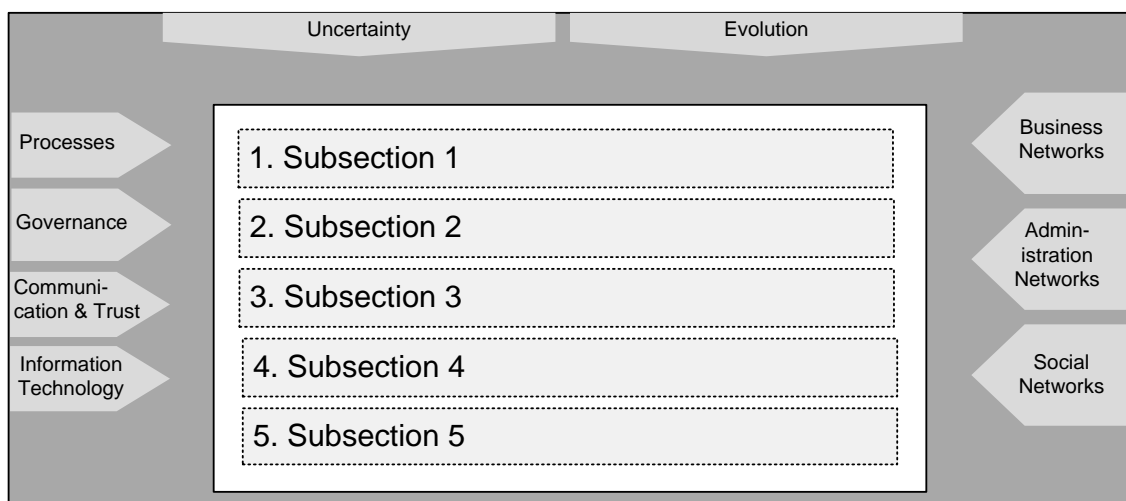 Uncertainty
Evolution
Processes
Governance
Communi-
cation & Trust
Information
Technology
1. Subsection 1
2. Subsection 2
3. Subsection 3
4. Subsection 4
5. Subsection 5
Business
Networks
Admin-
istration
Networks
Social
Networks